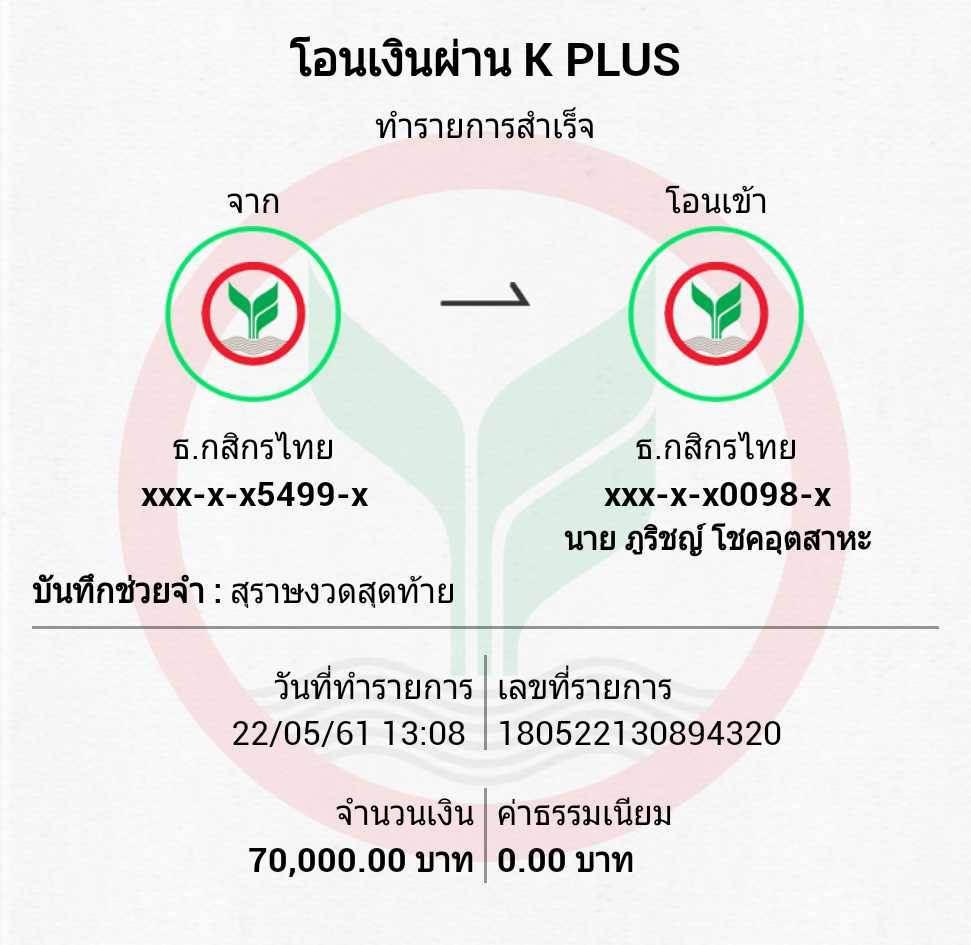 โอนเงินผ่าน K PLUS
ทำรายการสำเร็จ
จาก
โอนเข้า
ธ.กสิกรไทย
xxx-x-x5499-x
ธ.กสิกรไทย
xxx-x-x0098-x
นาย ภูริชญ์ โชคอุตสาหะ
บันทึกช่วยจำ : สุราษงวดสุดท้าย
วันที่ทำรายการ
22/05/61 13:08
เลขที่รายการ
180522130894320
จำนวนเงิน
70,000.00 บาท
ค่าธรรมเนียม
0.00 บาท